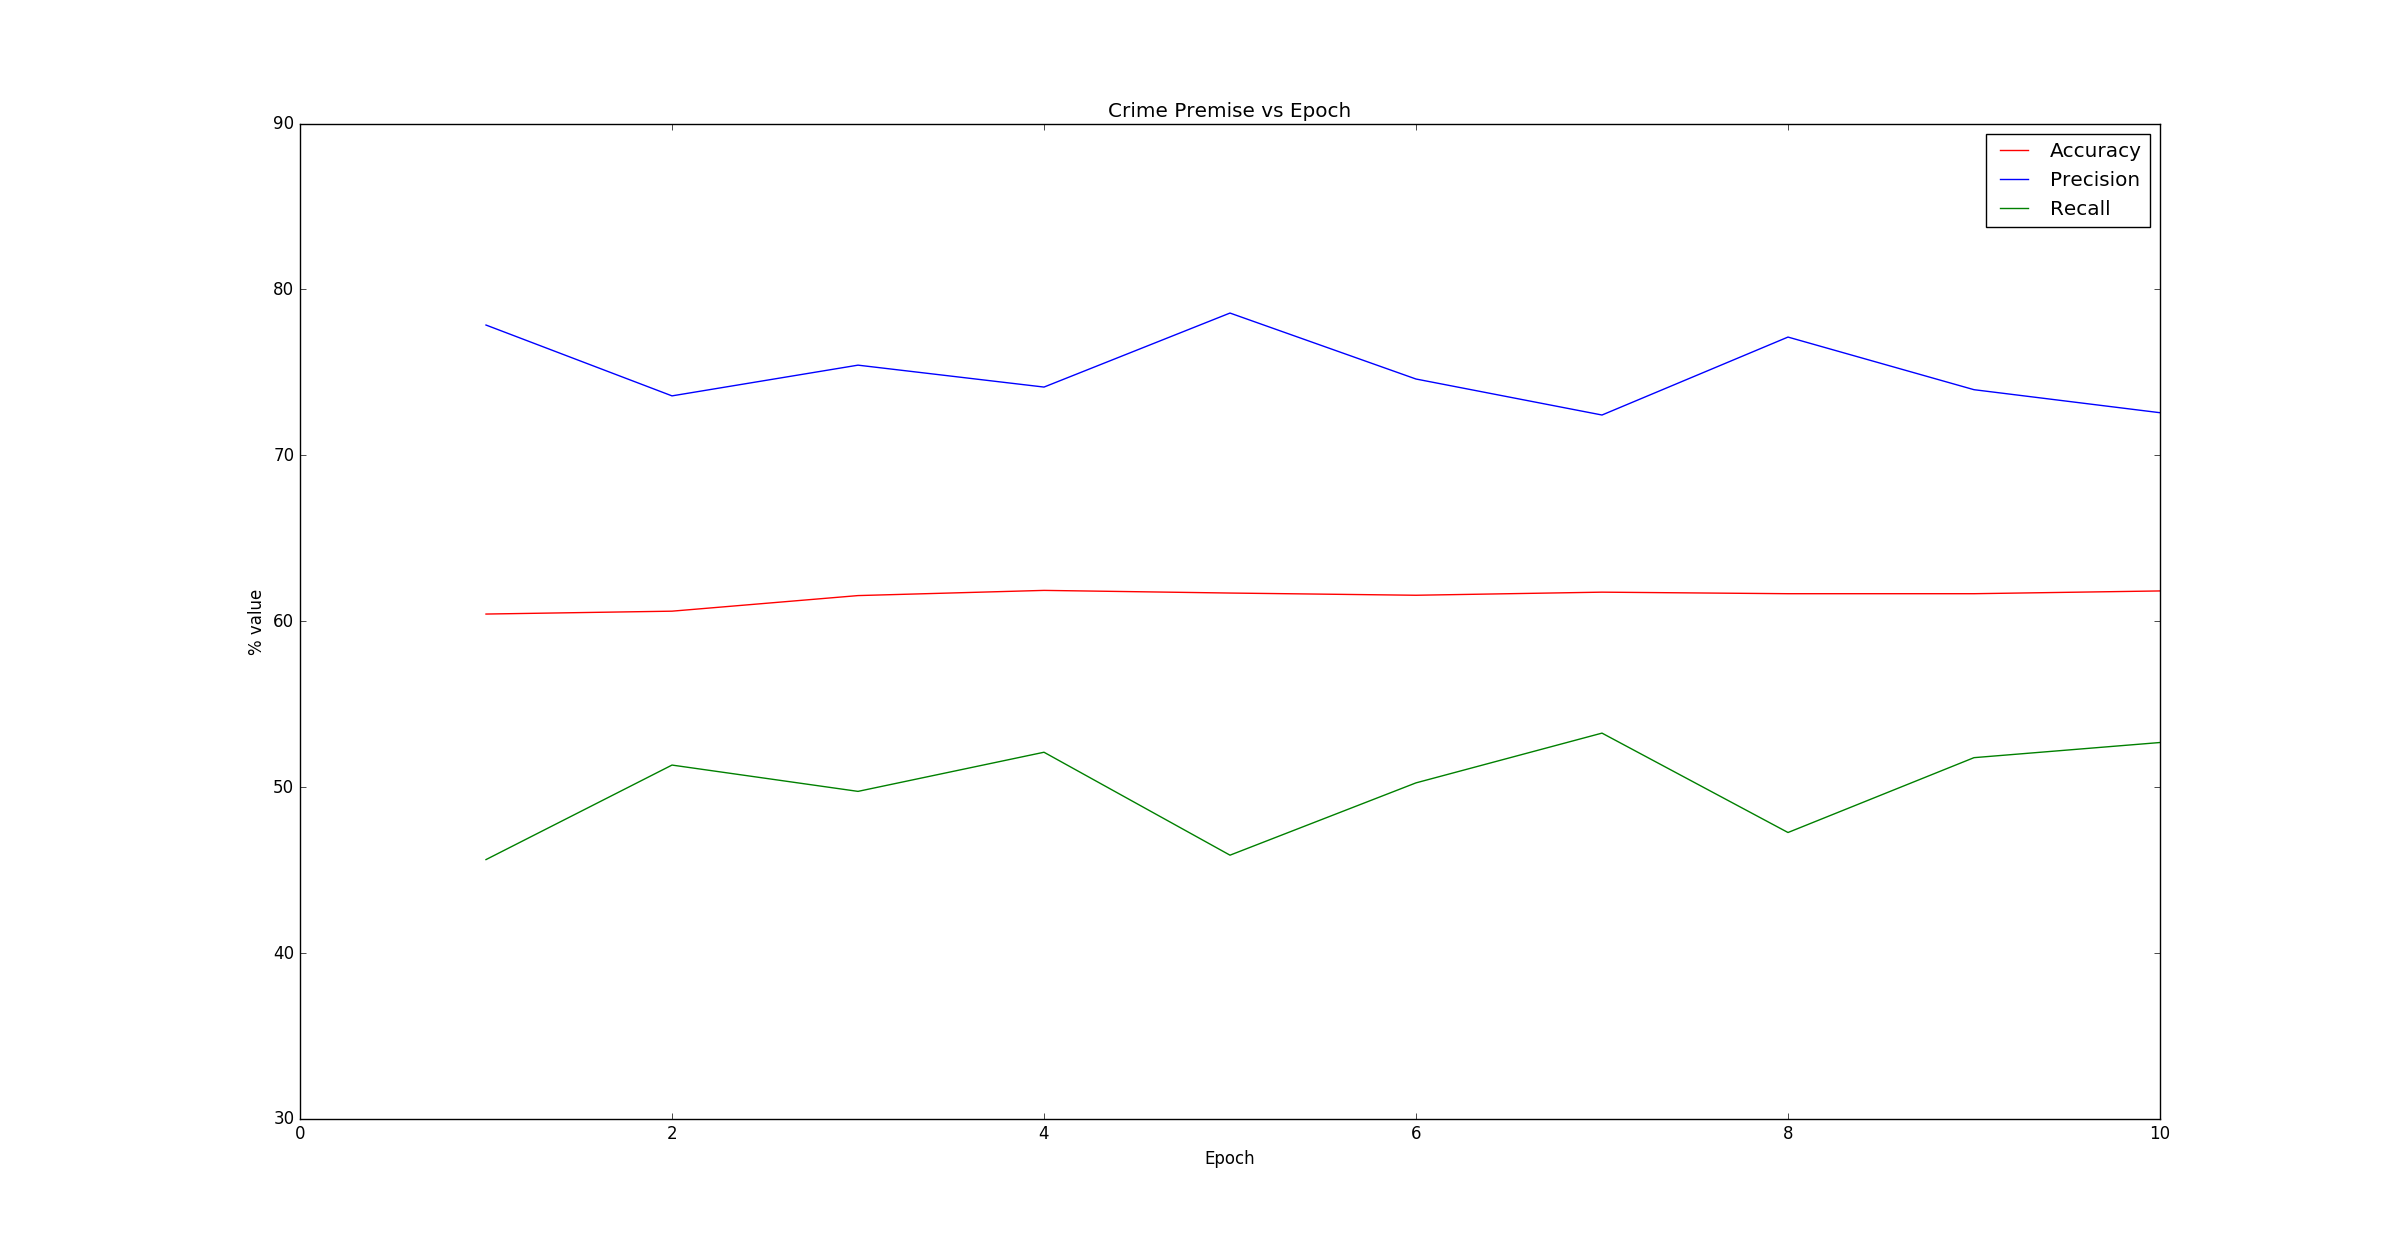 Crime Premise vs Epoch
Accuracy
Precision
Recall
90
80
70
60
50
40
30
% value
0 2 4 6 8 10
Epoch